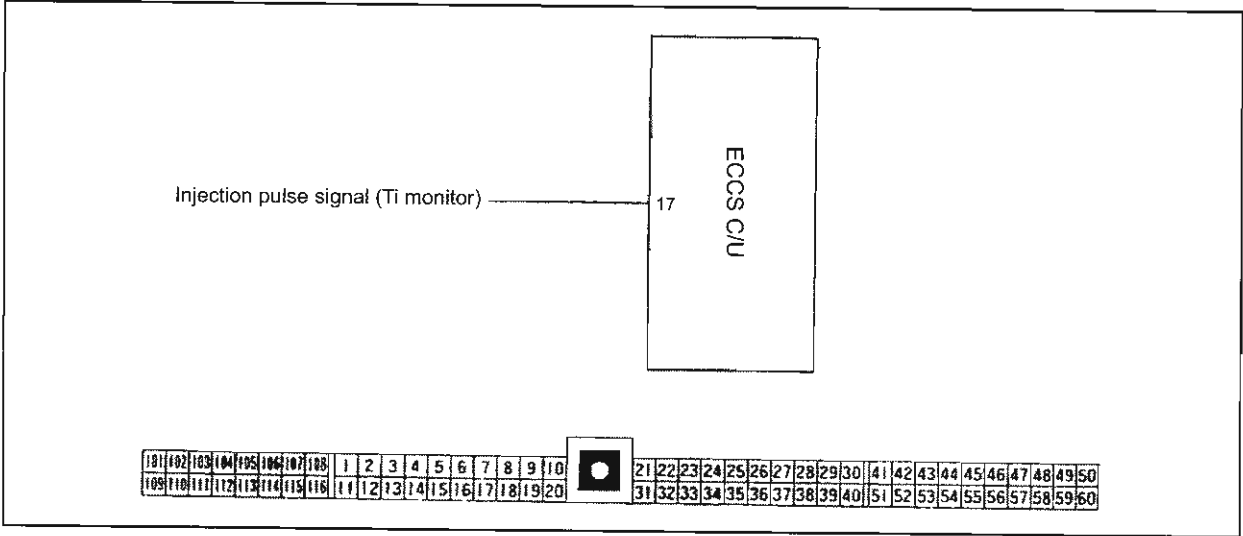 ECCS C/U
Injection pulse signal (Ti monitor)
17
101 102 103 104 105 106 107 108 1 2 3 4 5 6 7 8 9 10 21 22 23 24 25 26 27 28 29 30 41 42 43 44 45 46 47 48 49 50
109 110 111 112 113 114 115 116 11 12 13 14 15 16 17 18 19 20 31 32 33 34 35 36 37 38 39 40 51 52 53 54 55 56 57 58 59 60